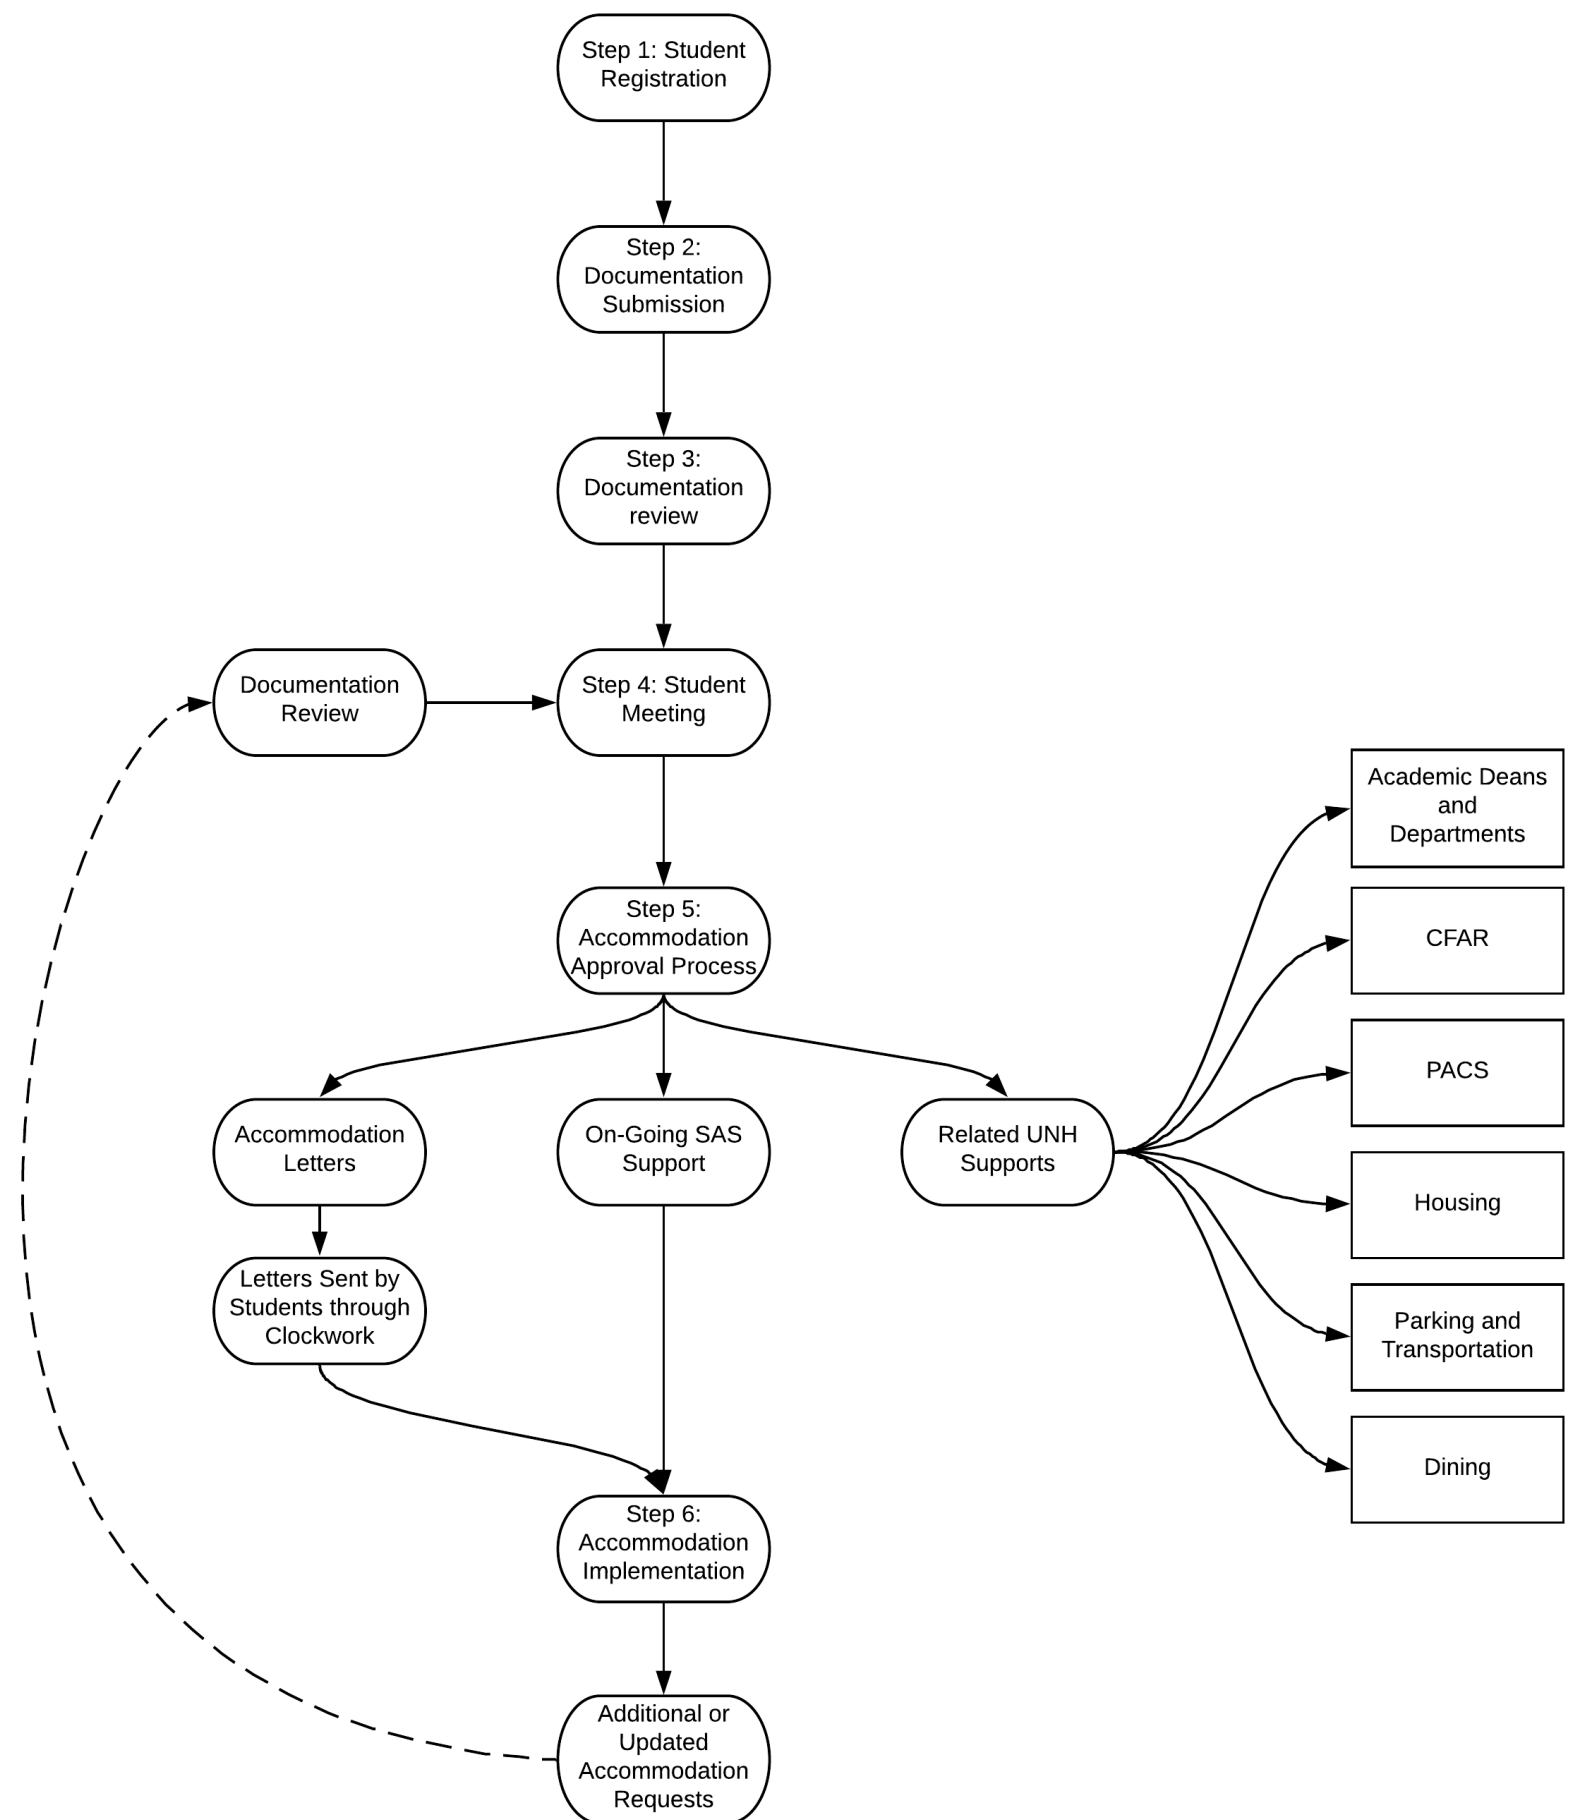 Step 1: Student
Registration
Step 2:
Documentation
Submission
Step 3:
Documentation
review
Documentation
Review
Step 4: Student
Meeting
Step 5:
Accommodation
Approval Process
Accommodation
Letters
On-Going SAS
Support
Related UNH
Supports
Academic Deans
and
Departments
CFAR
PACS
Housing
Parking and
Transportation
Dining
Letters Sent by
Students through
Clockwork
Step 6:
Accommodation
Implementation
Additional or
Updated
Accommodation
Requests